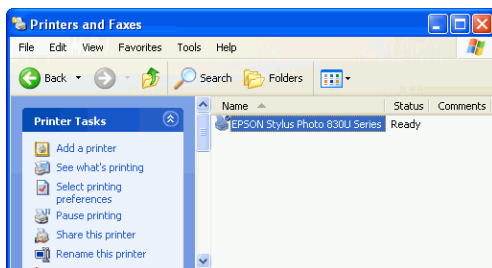 Printers and Faxes
File Edit View Favorites Tools Help
Back Search Folders
Printer Tasks
Add a printer
See what's printing
Select printing
preferences
Pause printing
Share this printer
Rename this printer
Name Status Comments
EPSON Stylus Photo 830U Series Ready